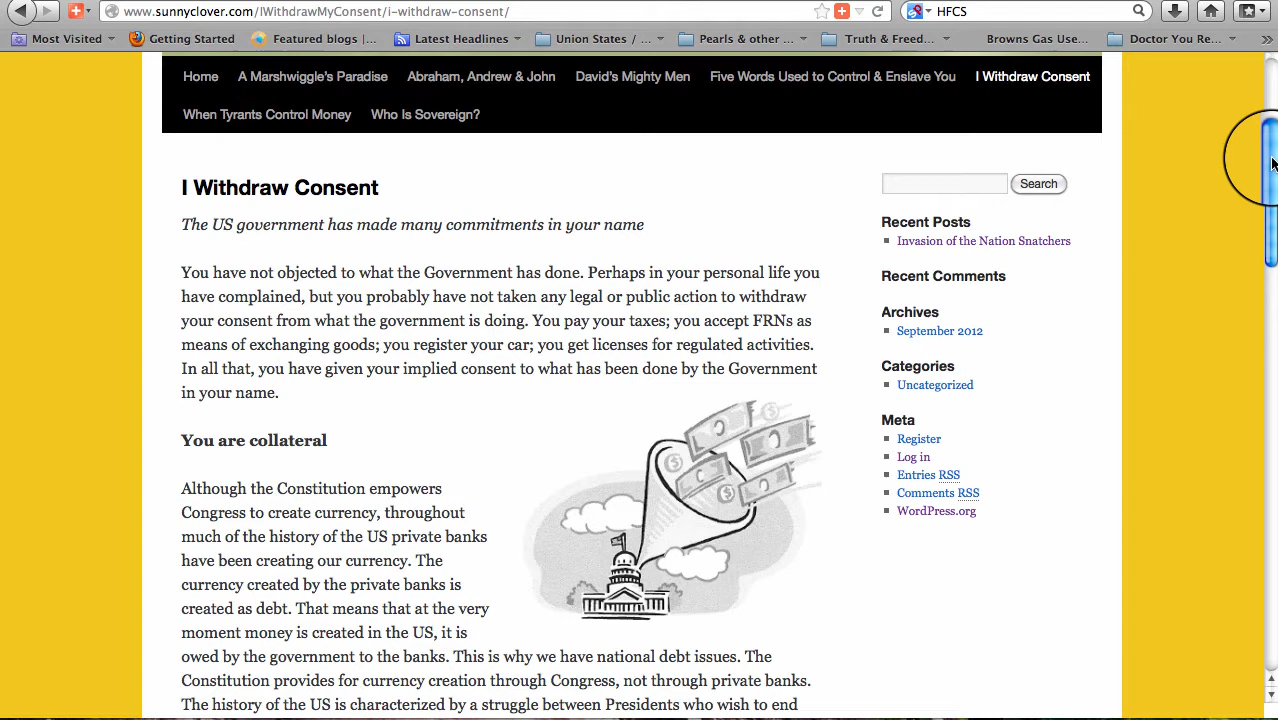 www.sunnyclover.com/IWithdrawMyConsent/i-withdraw-consent/
HFCS
Most Visited
Getting Started
Featured blogs |...
Latest Headlines
Union States / ...
Pearls & other ...
Truth & Freed...
Browns Gas Use...
Doctor You Re...
Home
A Marshwiggle's Paradise
Abraham, Andrew & John
David's Mighty Men
Five Words Used to Control & Enslave You
I Withdraw Consent
When Tyrants Control Money
Who Is Sovereign?
I Withdraw Consent
The US government has made many commitments in your name
You have not objected to what the Government has done. Perhaps in your personal life you
have complained, but you probably have not taken any legal or public action to withdraw
your consent from what the government is doing. You pay your taxes; you accept FRNs as
means of exchanging goods; you register your car; you get licenses for regulated activities.
In all that, you have given your implied consent to what has been done by the Government
in your name.
You are collateral
Although the Constitution empowers
Congress to create currency, throughout
much of the history of the US private banks
have been creating our currency. The
currency created by the private banks is
created as debt. That means that at the very
moment money is created in the US, it is
owed by the government to the banks. This is why we have national debt issues. The
Constitution provides for currency creation through Congress, not through private banks.
The history of the US is characterized by a struggle between Presidents who wish to end
Search
Recent Posts
Invasion of the Nation Snatchers
Recent Comments
Archives
September 2012
Categories
Uncategorized
Meta
Register
Log in
Entries RSS
Comments RSS
WordPress.org